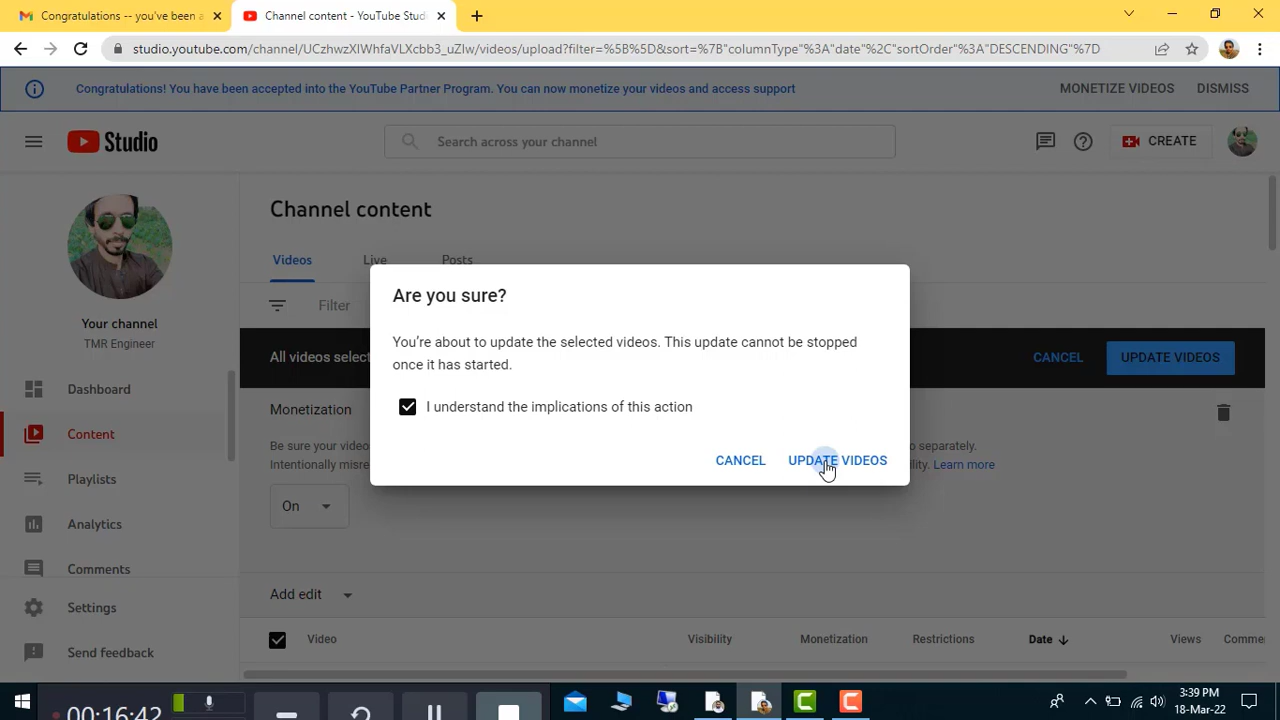 Congratulations -- you've been a
Channel content - YouTube Studi
studio.youtube.com/channel/UCzhwzXIWhfaVLXcbb3_uZIw/videos/upload?filter=%5B%5D&sort=%7B"columnType"%3A"date"%2C"sortOrder"%3A"DESCENDING"%7D
Congratulations! You have been accepted into the YouTube Partner Program. You can now monetize your videos and access support
MONETIZE VIDEOS
DISMISS
Studio
Search across your channel
CREATE
Channel content
Videos
Live
Posts
Filter
Your channel
TMR Engineer
Are you sure?
You're about to update the selected videos. This update cannot be stopped
once it has started.
I understand the implications of this action
CANCEL
UPDATE VIDEOS
All videos select
CANCEL
UPDATE VIDEOS
Dashboard
Content
Playlists
Analytics
Comments
Settings
Send feedback
Monetization
Be sure your video
o separately.
Intentionally misre
ility. Learn more
On
Add edit
Video
Visibility
Monetization
Restrictions
Date
Views
Comme
00:16:42
3:39 PM
18-Mar-22